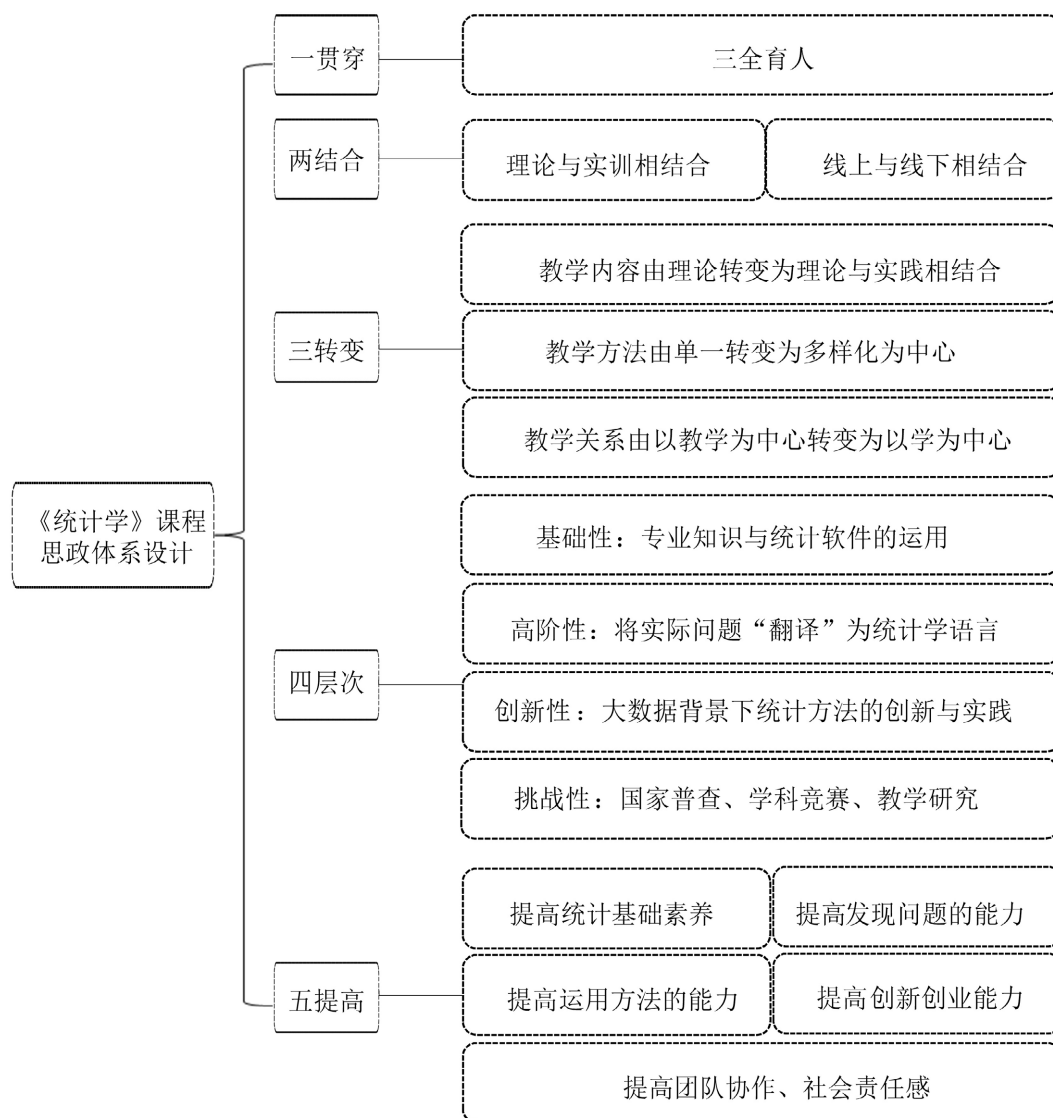 一贯穿
三全育人
两结合
理论与实训相结合
线上与线下相结合
三转变
教学内容由理论转变为理论与实践相结合
教学方法由单一转变为多样化为中心
教学关系由以教学为中心转变为以学为中心
《统计学》课程
思政体系设计
四层次
基础性：专业知识与统计软件的运用
高阶性：将实际问题“翻译”为统计学语言
创新性：大数据背景下统计方法的创新与实践
挑战性：国家普查、学科竞赛、教学研究
五提高
提高统计基础素养
提高发现问题的能力
提高运用方法的能力
提高创新创业能力
提高团队协作、社会责任感